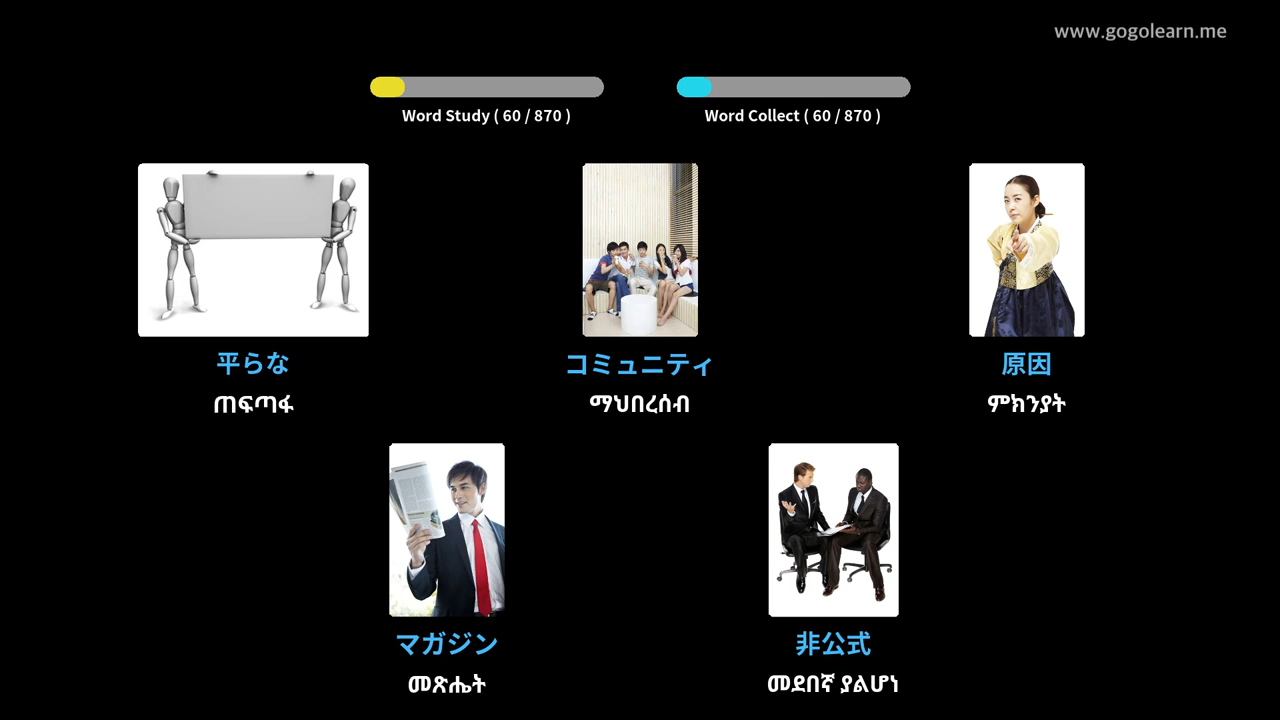 www.gogolearn.me
Word Study ( 60 / 870 )
Word Collect ( 60 / 870 )
平らな
ጠፍጣፋ
コミュニティ
ማህበረሰብ
原因
ምክንያት
マガジン
መጽሔት
非公式
መደበኛ ያልሆነ